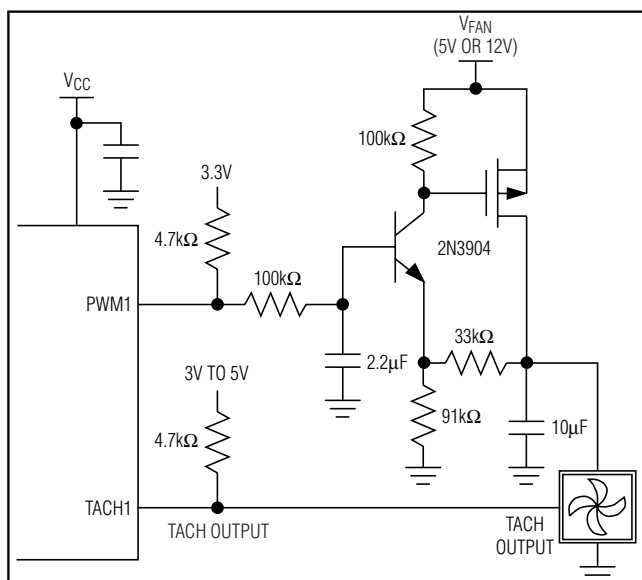 VFAN
(5V OR 12V)
VCC
100kΩ
3.3V
4.7kΩ
2N3904
PWM1
100kΩ
33kΩ
3V TO 5V
2.2µF
91kΩ
10µF
4.7kΩ
TACH1
TACH OUTPUT
TACH
OUTPUT